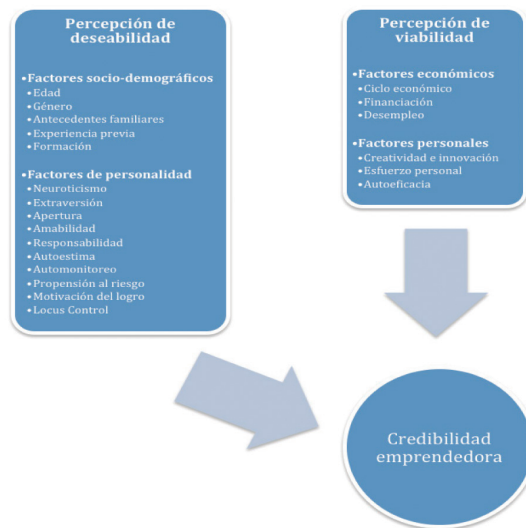 Percepción de
deseabilidad
•Factores socio-demográficos
•Edad
•Género
•Antecedentes familiares
•Experiencia previa
•Formación
•Factores de personalidad
•Neuroticismo
•Extraversión
•Apertura
•Amabilidad
•Responsabilidad
•Autoestima
•Automonitoreo
•Propensión al riesgo
•Motivación del logro
•Locus Control
Percepción de
viabilidad
•Factores económicos
•Ciclo económico
•Financiación
•Desempleo
•Factores personales
•Creatividad e innovación
•Esfuerzo personal
•Autoeficacia
Credibilidad
emprendedora